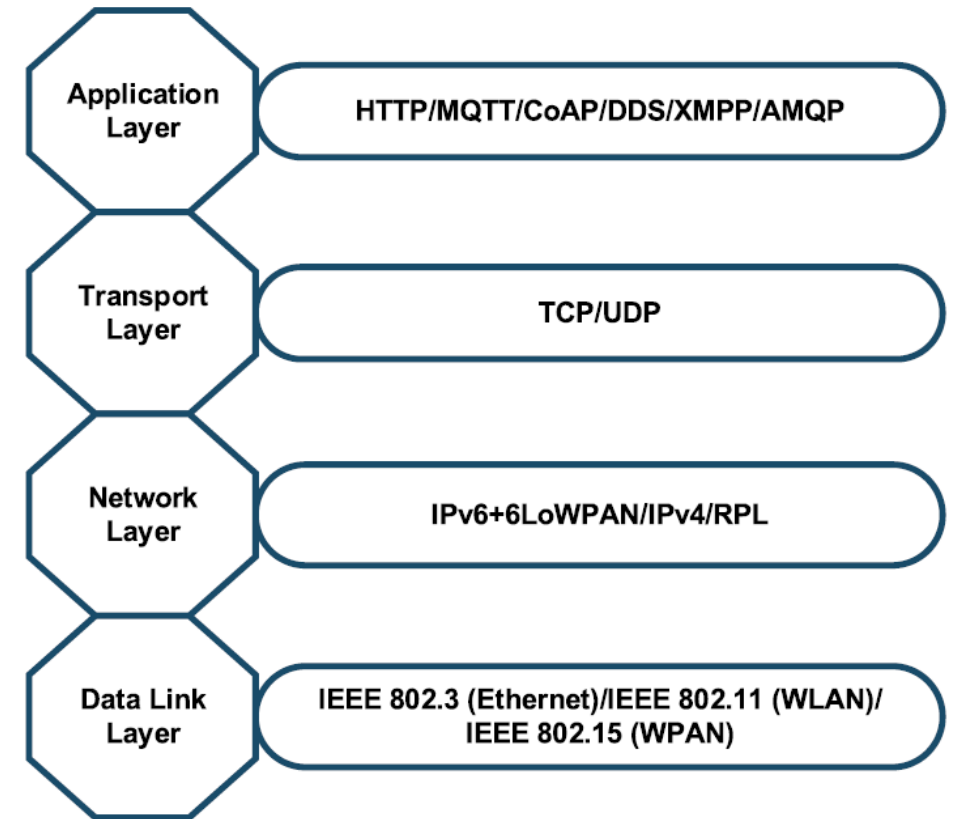 Application
Layer
HTTP/MQTT/CoAP/DDS/XMPP/AMQP
Transport
Layer
TCP/UDP
Network
Layer
IPv6+6LoWPAN/IPv4/RPL
Data Link
Layer
IEEE 802.3 (Ethernet)/IEEE 802.11 (WLAN)/
IEEE 802.15 (WPAN)